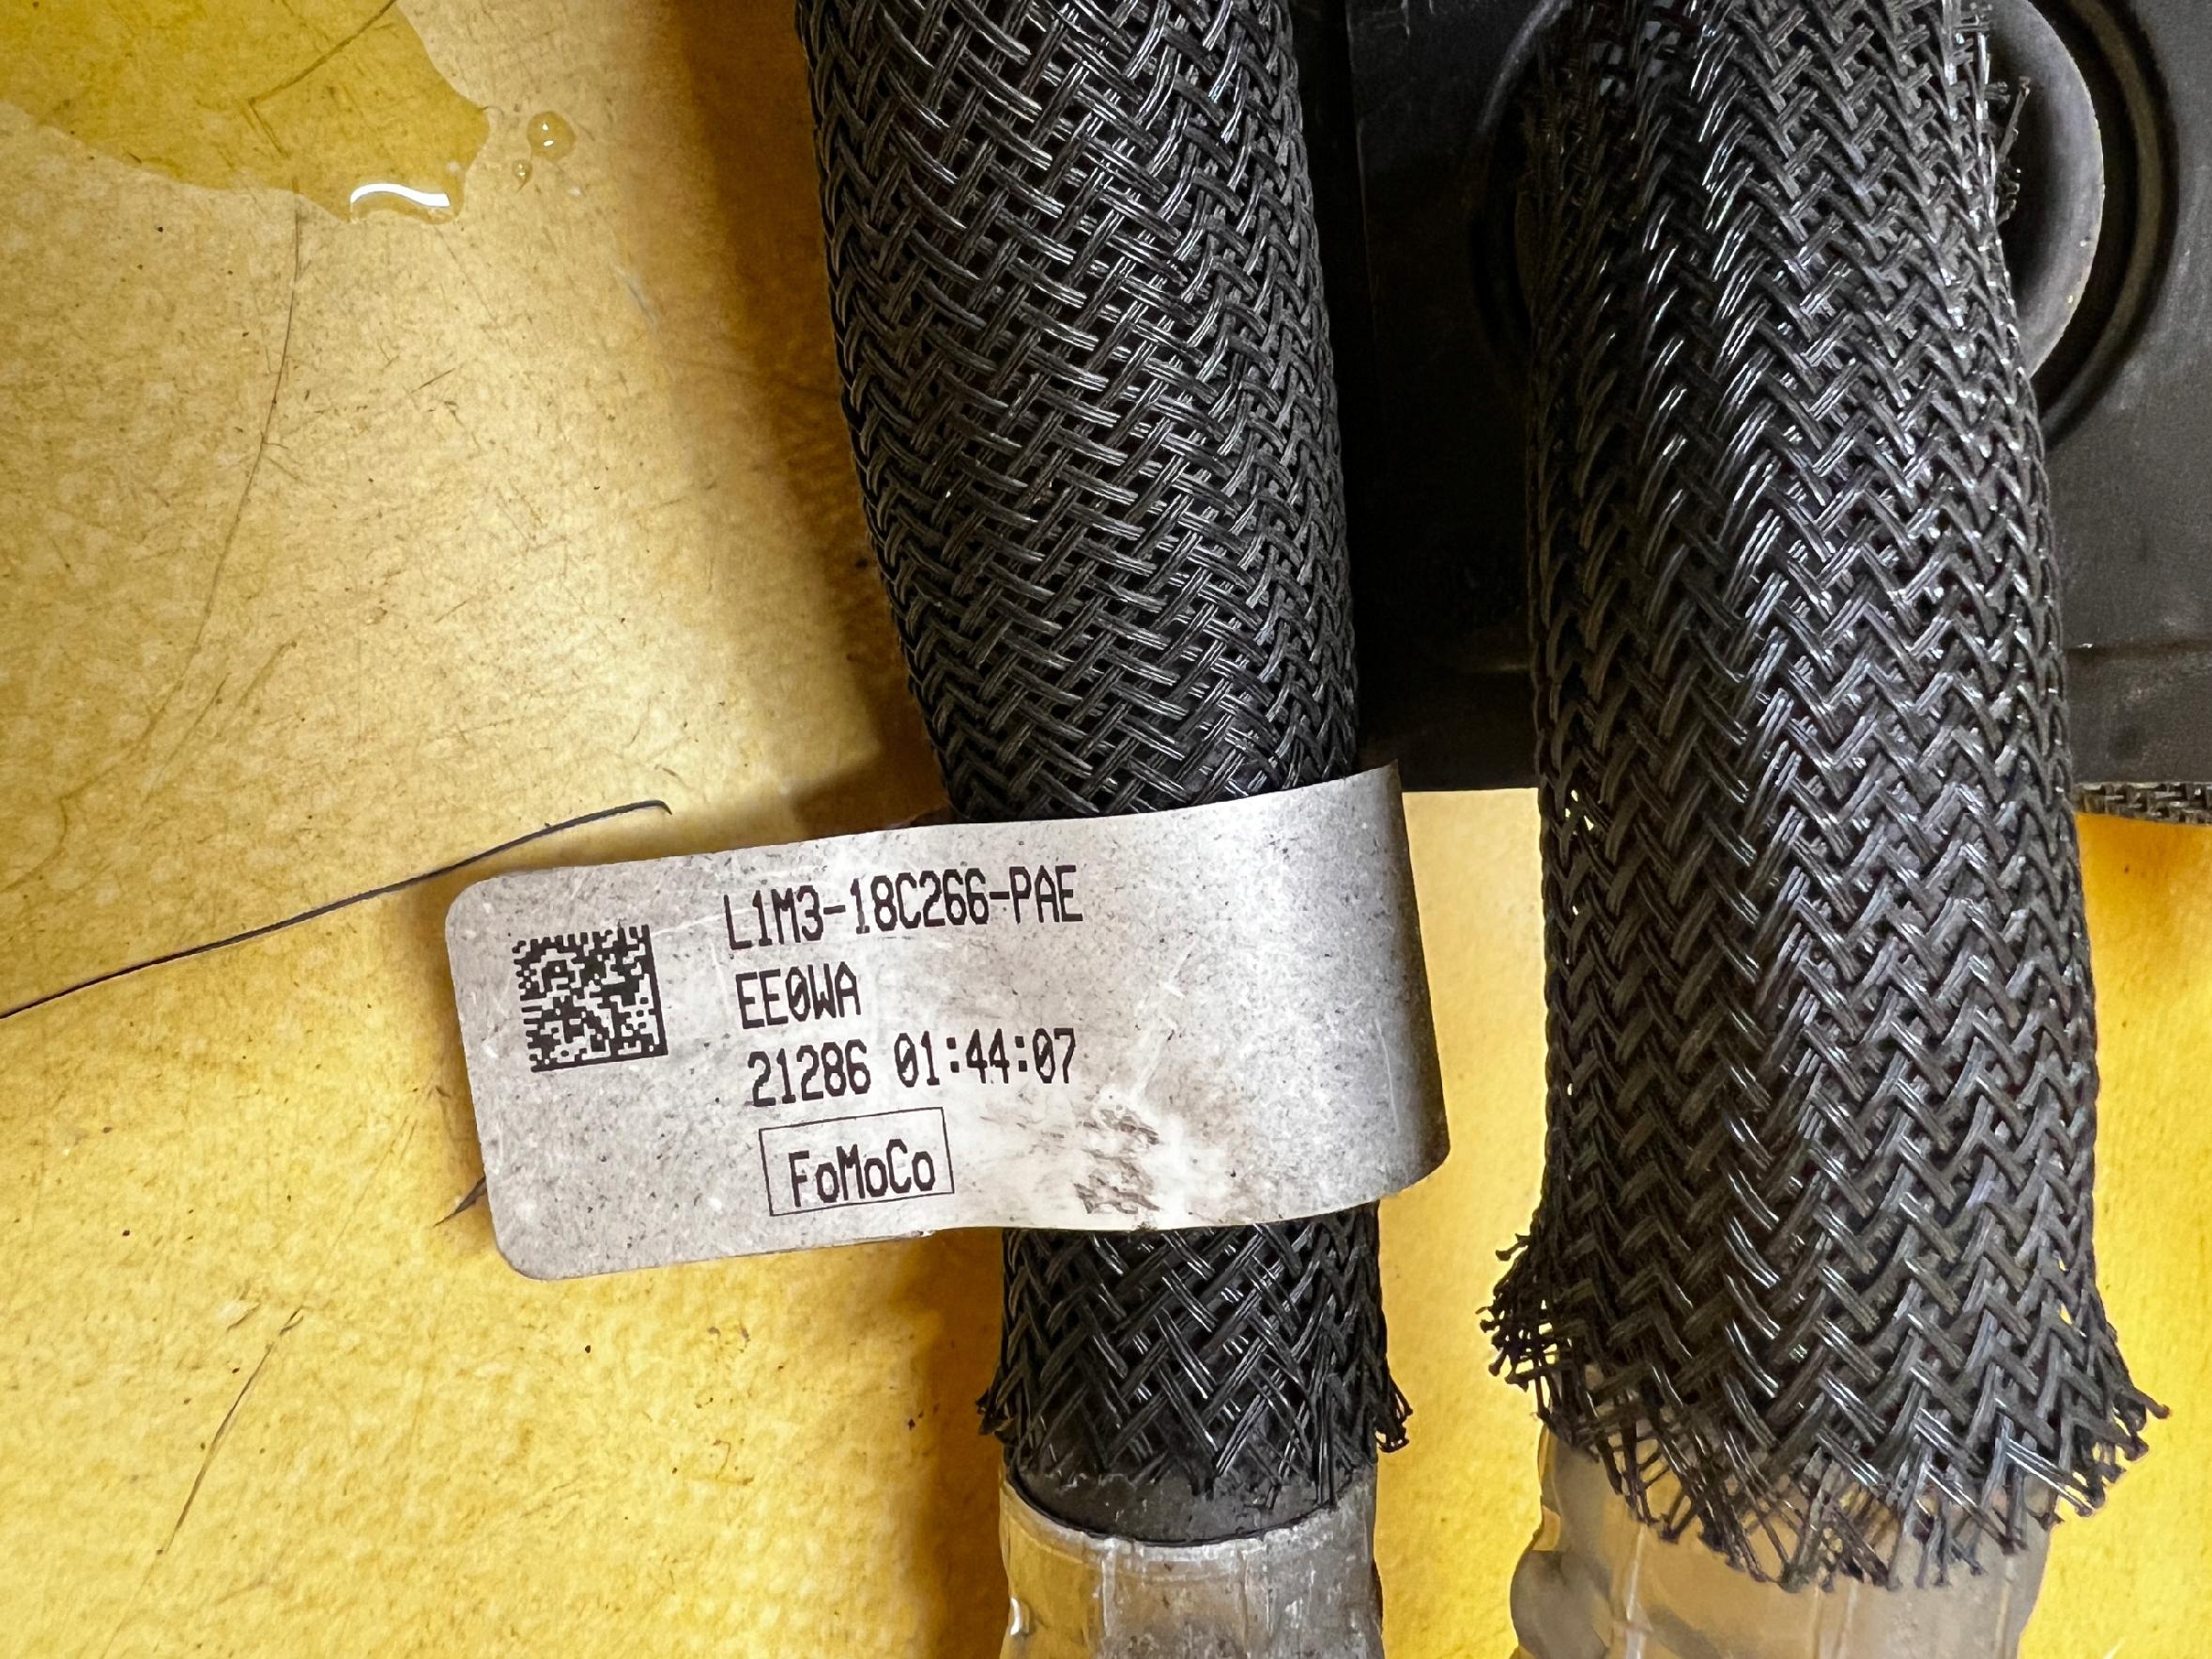 L1M3-18C266-PAE
EE0WA
21286 01:44:07
FoMoCo